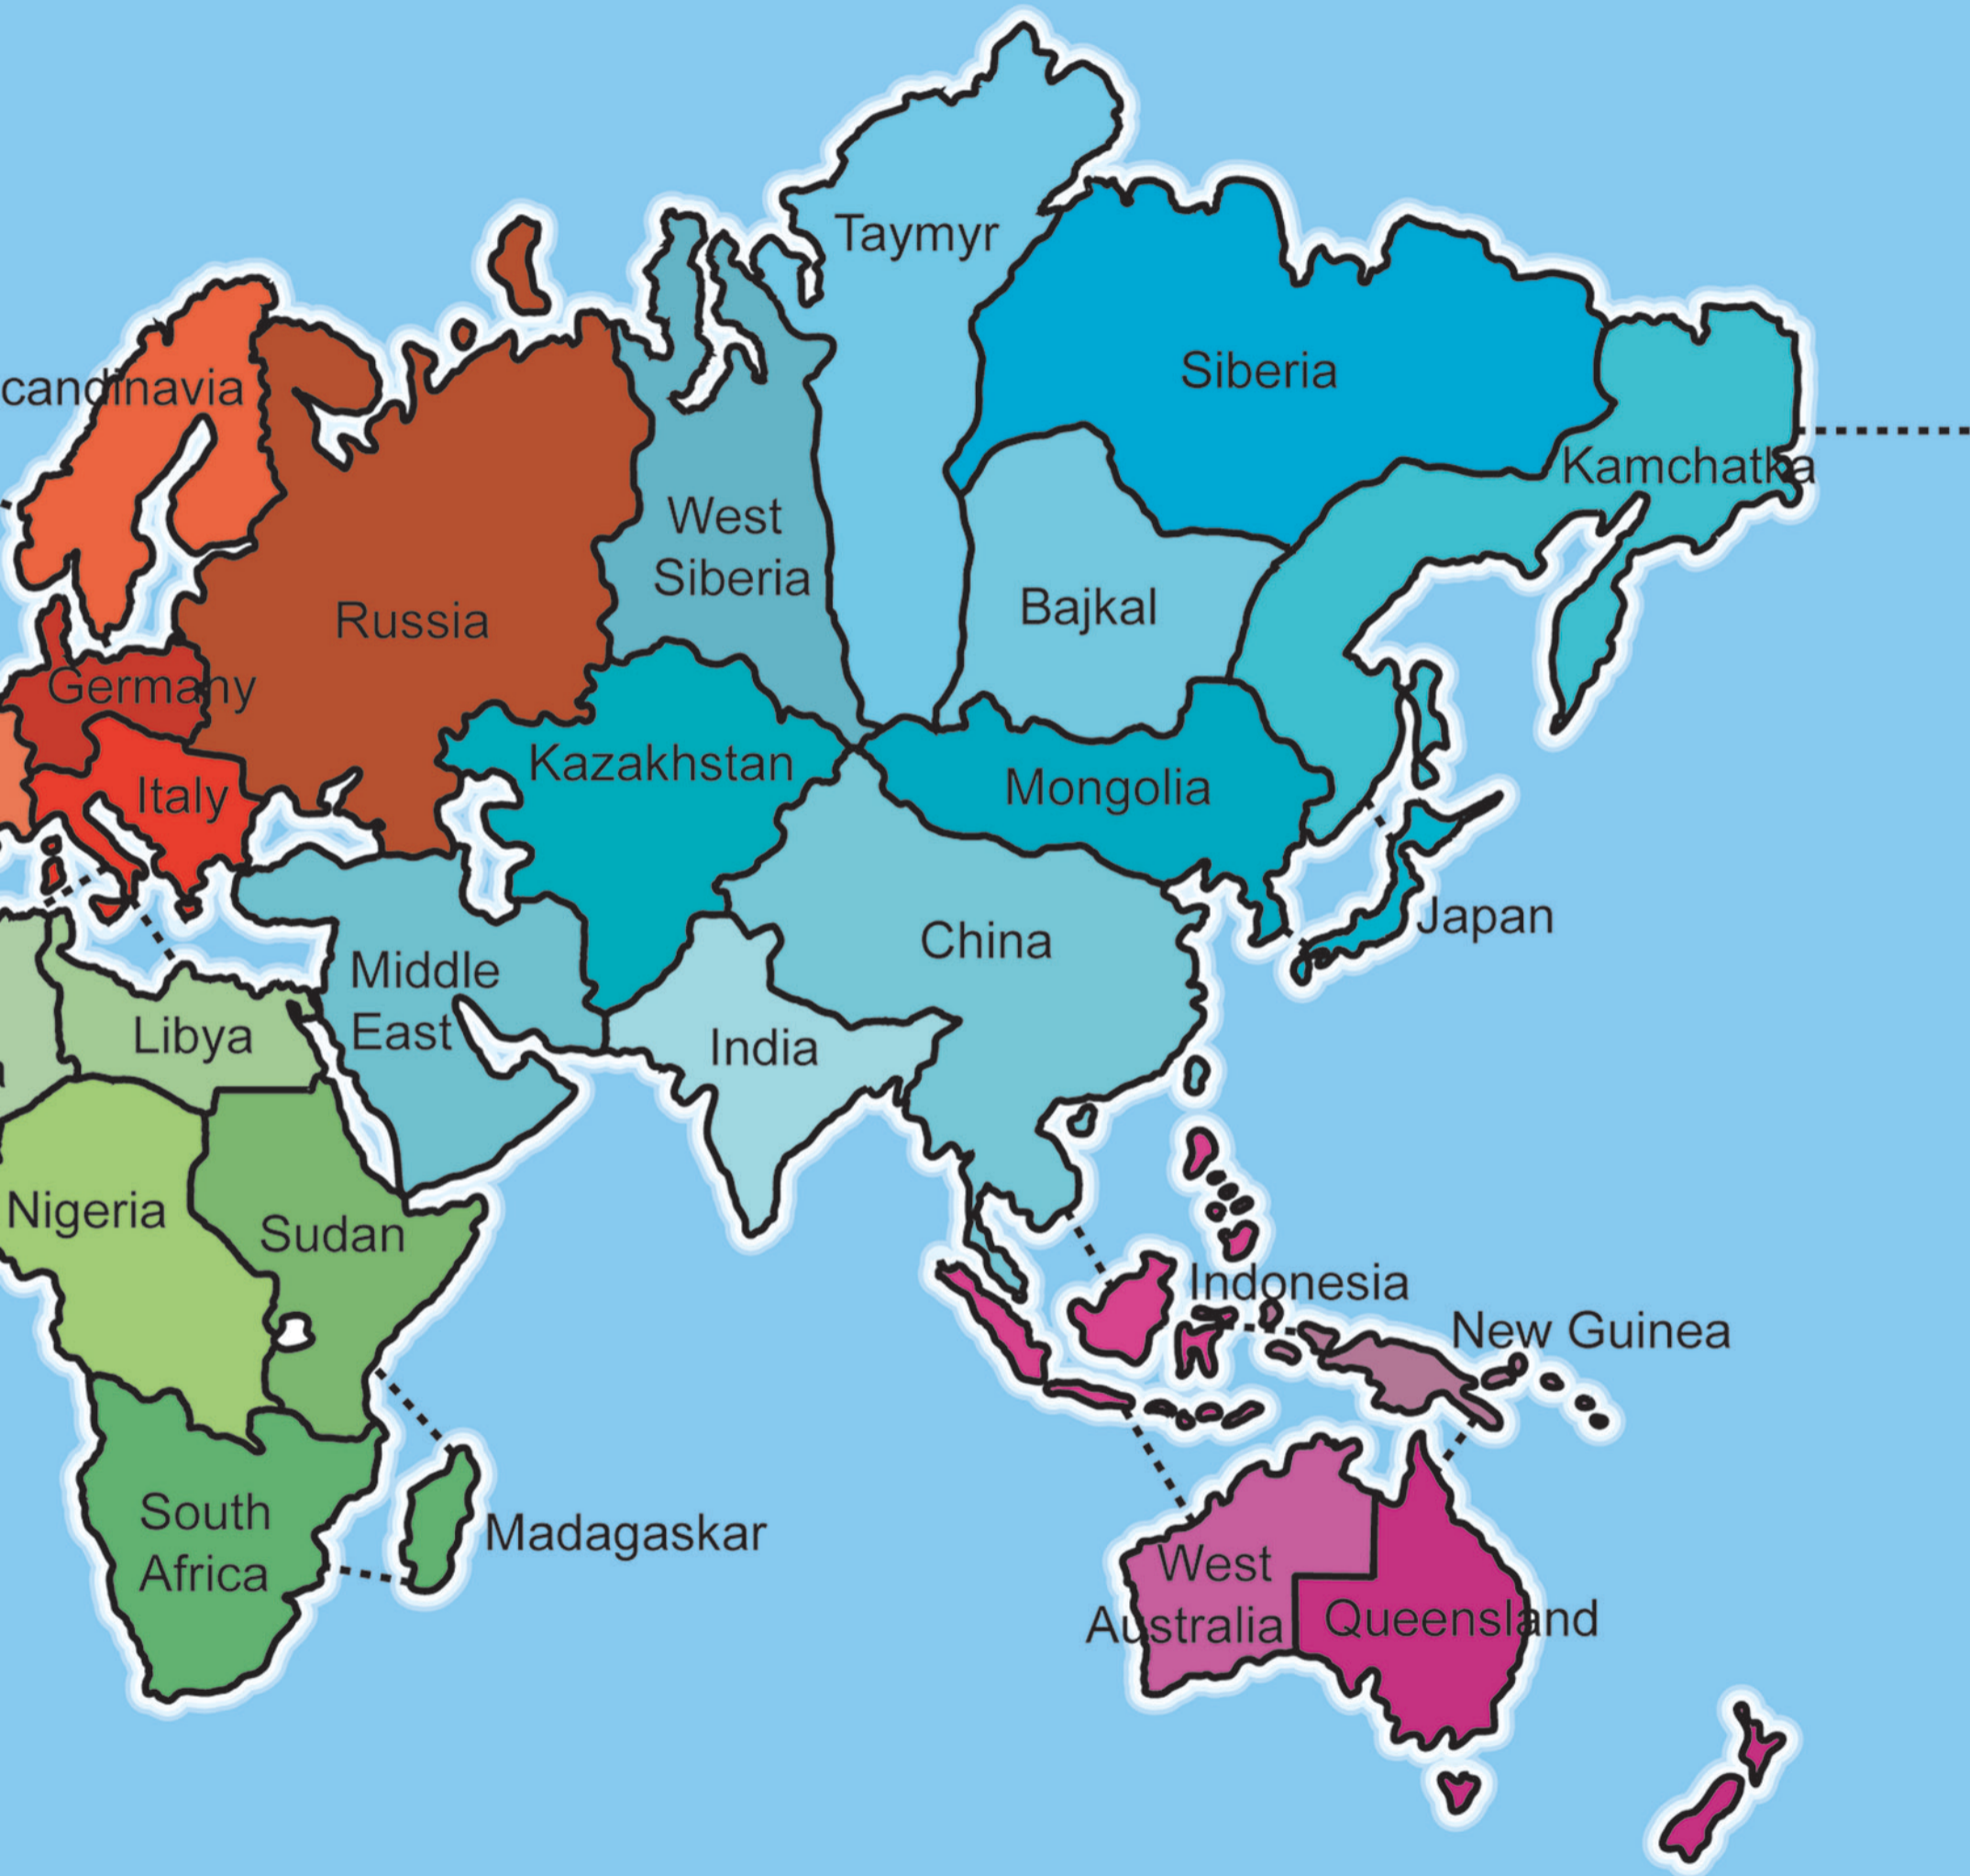 Taymyr
Siberia
candinavia
Kamchatka
West
Siberia
Russia
Bajkal
Germany
Kazakhstan
Mongolia
Italy
Japan
China
Middle
East
Libya
India
Nigeria
Sudan
Indonesia
New Guinea
South
Africa
Madagaskar
West
Australia
Queensland